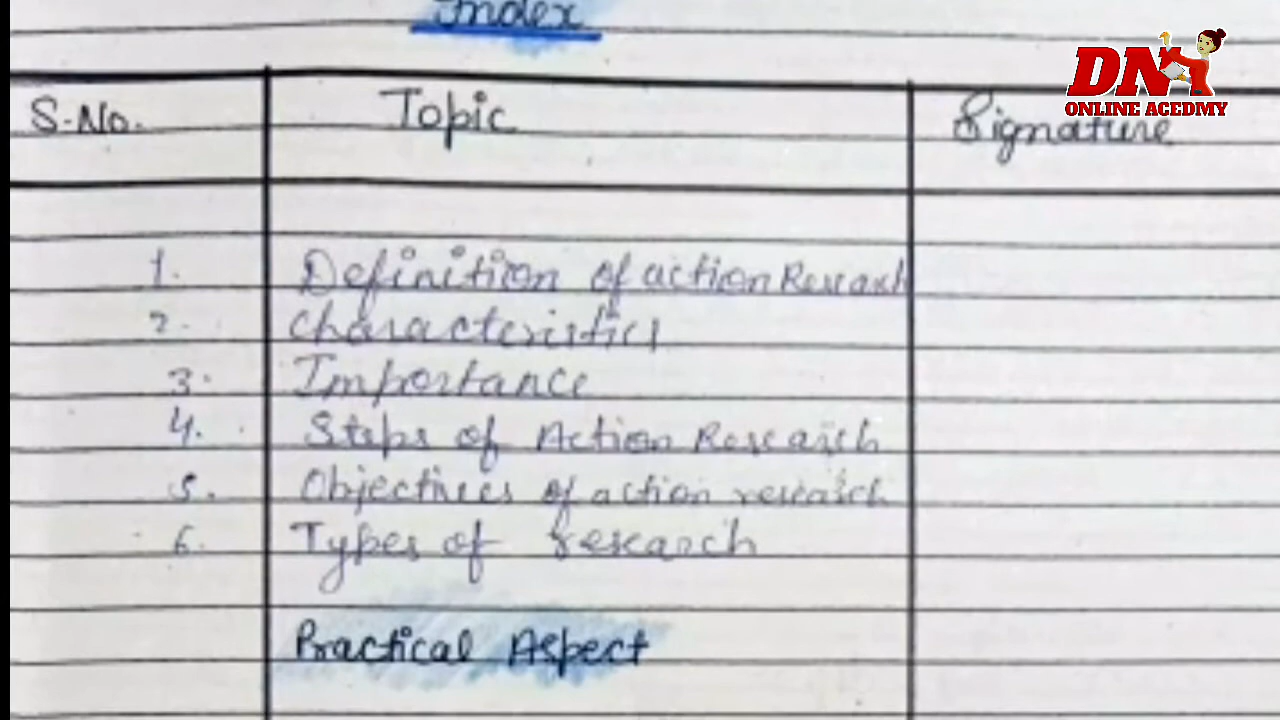 Index
S.No. Topic Signature
1. Definition of action Research
2. Characteristics
3. Importance
4. Steps of Action Research
5. Objectives of action research
6. Types of research
Practical Aspect
DN
ONLINE ACEDMY